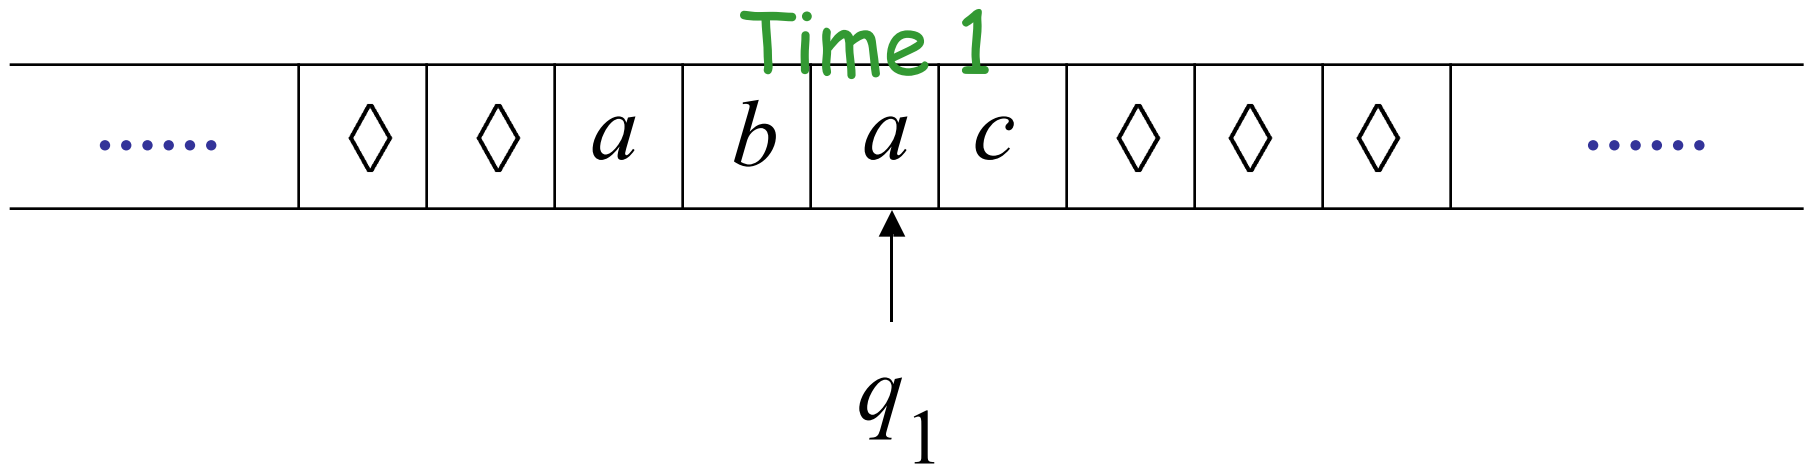 Time 1
...... ◊ ◊ a b a c ◊ ◊ ◊ ......
q1